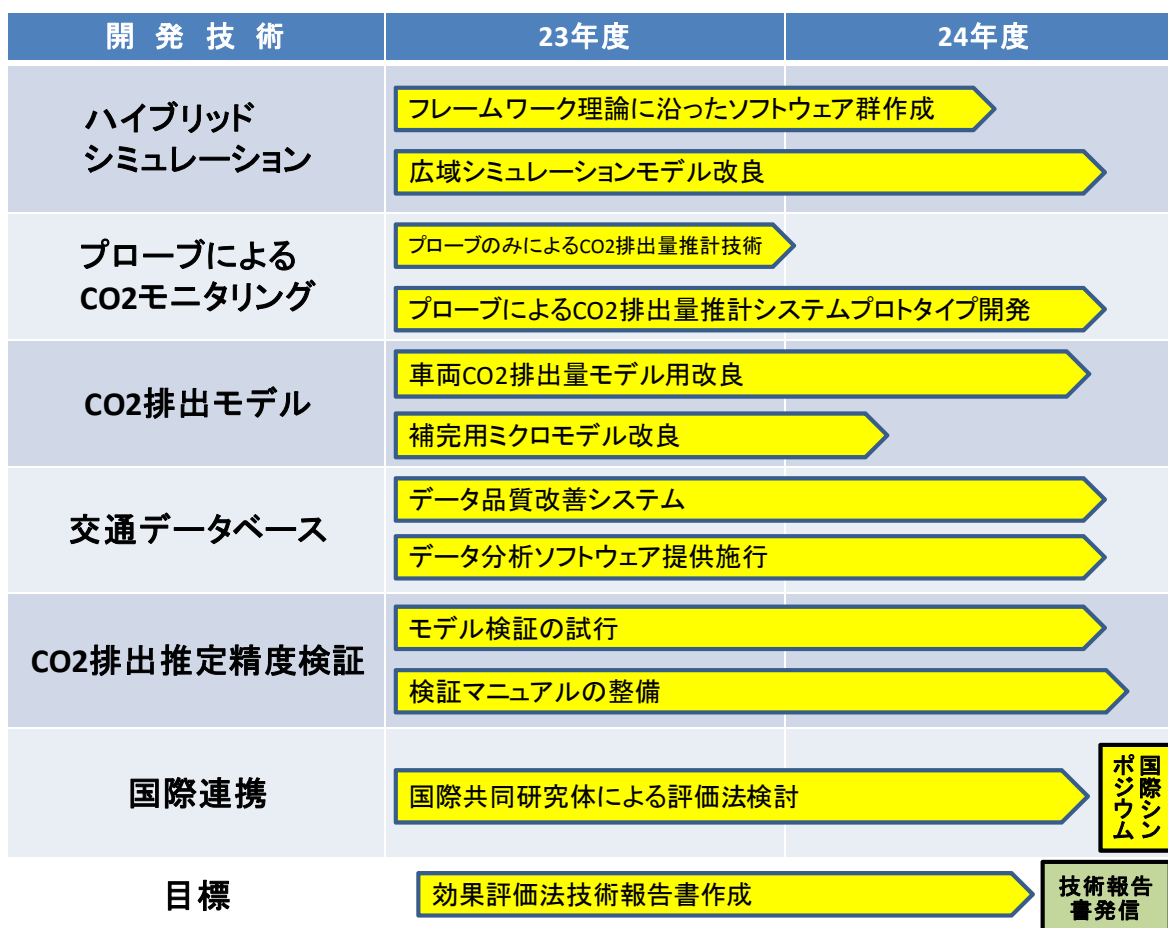 開発技術
23年度
24年度
ハイブリッド
シミュレーション
フレームワーク理論に沿ったソフトウェア群作成
広域シミュレーションモデル改良
プローブによる
CO2モニタリング
プローブのみによるCO2排出量推計技術
プローブによるCO2排出量推計システムプロトタイプ開発
CO2排出モデル
車両CO2排出量モデル用改良
補完用ミクロモデル改良
交通データベース
データ品質改善システム
データ分析ソフトウェア提供施行
CO2排出推定精度検証
モデル検証の試行
検証マニュアルの整備
国際連携
国際共同研究体による評価法検討
国際シン
ポジウム
目標
効果評価法技術報告書作成
技術報告
書発信